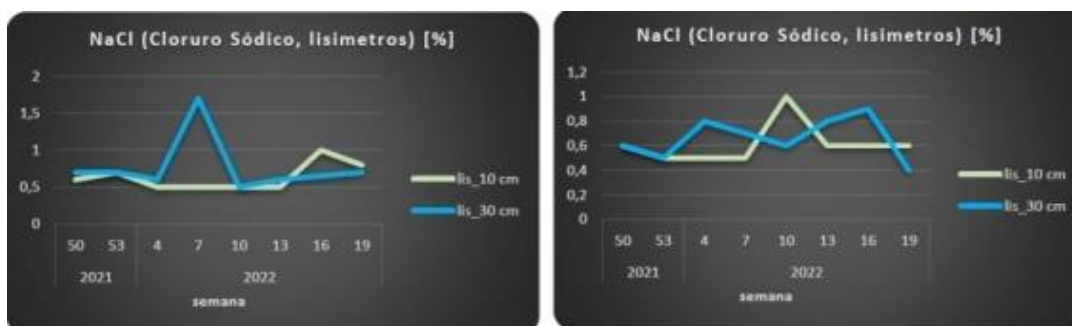 NaCl (Cloruro Sódico, lisimetros) [%]
2
1,5
1
0,5
0
50 53 4 7 10 13 16 19
2021 2022
semana
lis_10 cm
lis_30 cm
NaCl (Cloruro Sódico, lisimetros) [%]
1,2
1
0,8
0,6
0,4
0,2
0
50 53 4 7 10 13 16 19
2021 2022
semana
lis_10 cm
lis_30 cm